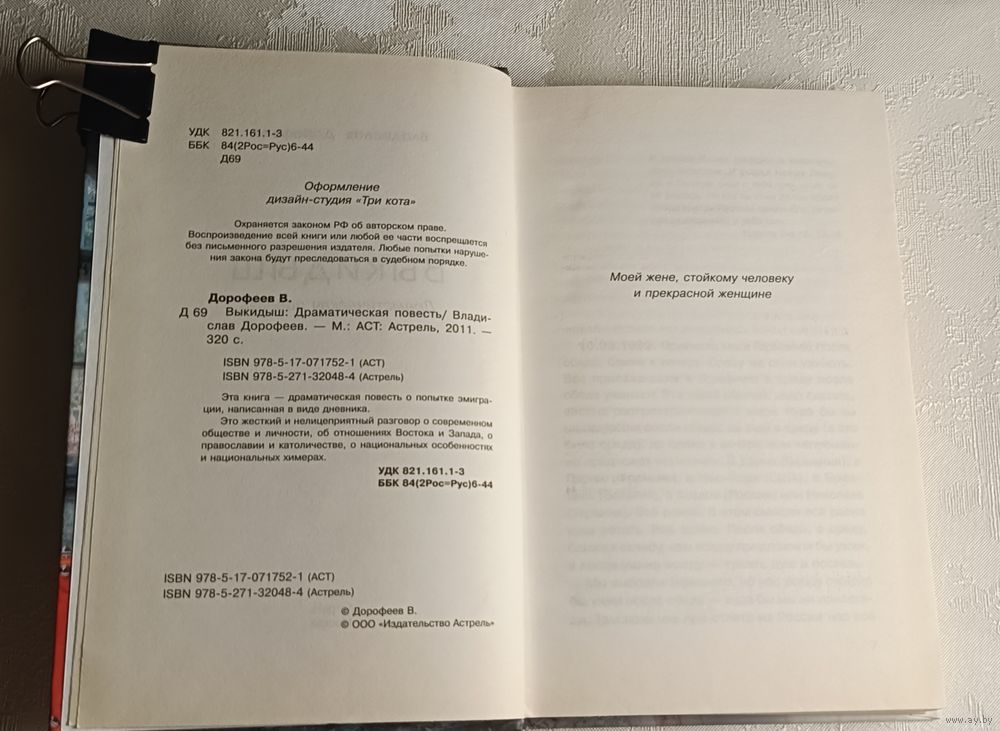 УДК 821.161.1-3
ББК 84(2Рос=Рус)6-44
Д69
Оформление
дизайн-студия «Три кота»
Охраняется законом РФ об авторском праве.
Воспроизведение всей книги или любой ее части воспрещается
без письменного разрешения издателя. Любые попытки наруше-
ния закона будут преследоваться в судебном порядке.
Дорофеев В.
Д 69 Выкидыш: Драматическая повесть/ Влади-
слав Дорофеев. — М.: АСТ: Астрель, 2011. —
320 с.
ISBN 978-5-17-071752-1 (АСТ)
ISBN 978-5-271-32048-4 (Астрель)
Эта книга — драматическая повесть о попытке эмигра-
ции, написанная в виде дневника.
Это жесткий и нелицеприятный разговор о современном
обществе и личности, об отношениях Востока и Запада, о
православии и католичестве, о национальных особенностях
и национальных химерах.
УДК 821.161.1-3
ББК 84(2Рос=Рус)6-44
ISBN 978-5-17-071752-1 (АСТ)
ISBN 978-5-271-32048-4 (Астрель)
© Дорофеев В.
© ООО «Издательство Астрель»
Моей жене, стойкому человеку
и прекрасной женщине
www.ay.by